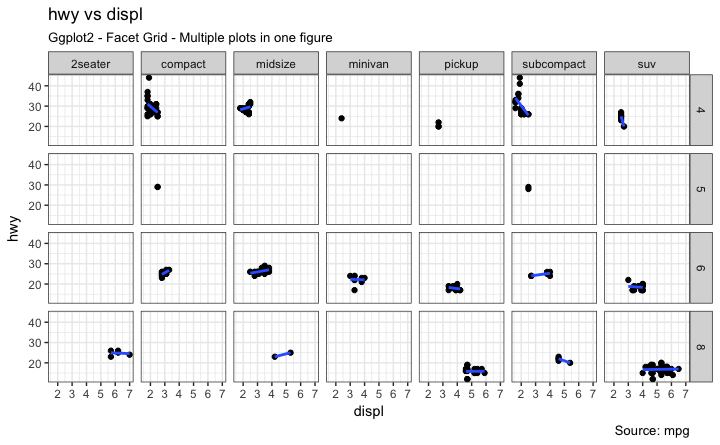 hwy vs displ
Ggplot2 - Facet Grid - Multiple plots in one figure
2seater compact midsize minivan pickup subcompact suv
40
30
20
4
40
30
20
5
hwy
40
30
20
6
40
30
20
8
2 3 4 5 6 7 2 3 4 5 6 7 2 3 4 5 6 7 2 3 4 5 6 7 2 3 4 5 6 7 2 3 4 5 6 7 2 3 4 5 6 7
displ
Source: mpg